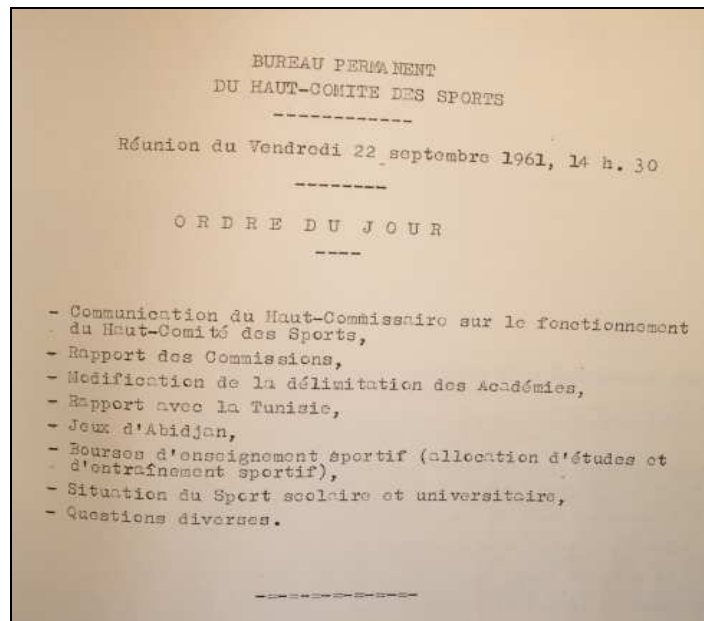 BUREAU PERMANENT
DU HAUT-COMITE DES SPORTS
------------
Réunion du Vendredi 22 septembre 1961, 14 h. 30
--------
O R D R E D U J O U R
----
- Communication du Haut-Commissaire sur le fonctionnement
du Haut-Comité des Sports,
- Rapport des Commissions,
- Modification de la délimitation des Académies,
- Rapport avec la Tunisie,
- Jeux d'Abidjan,
- Bourses d'enseignement sportif (allocation d'études et
d'entraînement sportif),
- Situation du Sport scolaire et universitaire,
- Questions diverses.
-=-=-=-=-=-=-=-